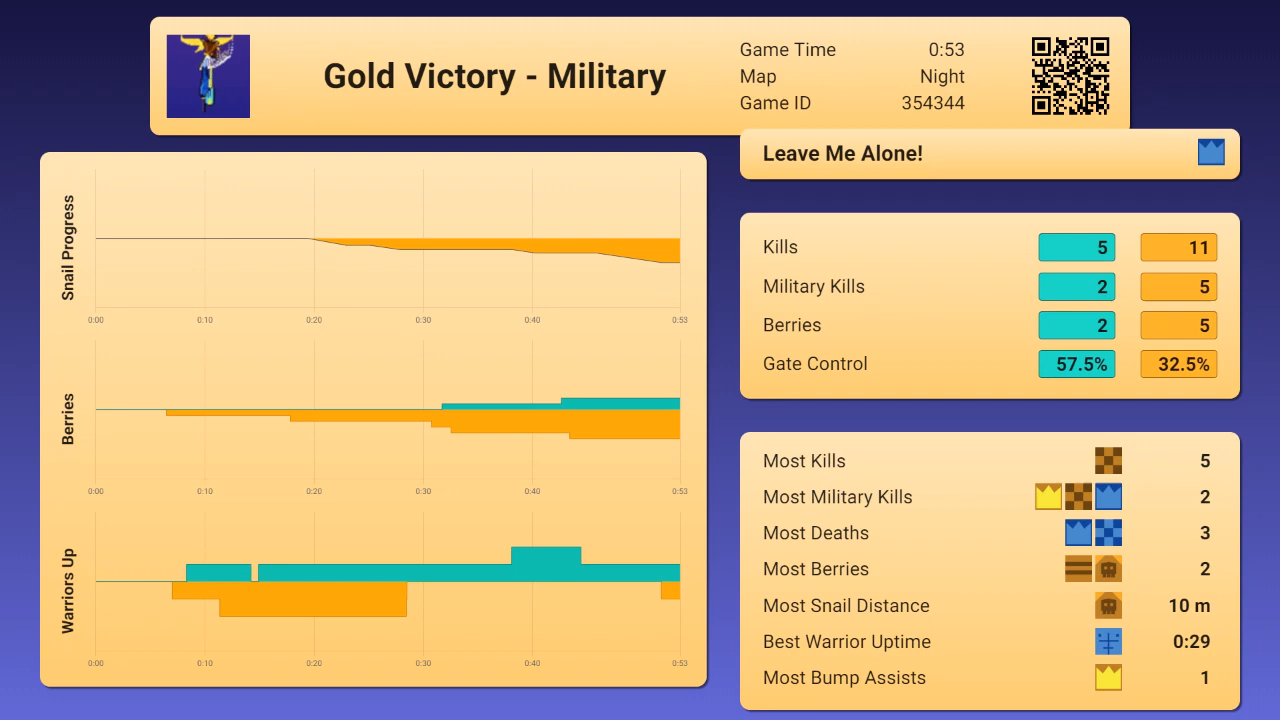 Gold Victory - Military
Game Time 0:53
Map Night
Game ID 354344
Leave Me Alone!
Snail Progress
0:00 0:10 0:20 0:30 0:40 0:53
Berries
0:00 0:10 0:20 0:30 0:40 0:53
Warriors Up
0:00 0:10 0:20 0:30 0:40 0:53
Kills 5 11
Military Kills 2 5
Berries 2 5
Gate Control 57.5% 32.5%
Most Kills 5
Most Military Kills 2
Most Deaths 3
Most Berries 2
Most Snail Distance 10 m
Best Warrior Uptime 0:29
Most Bump Assists 1